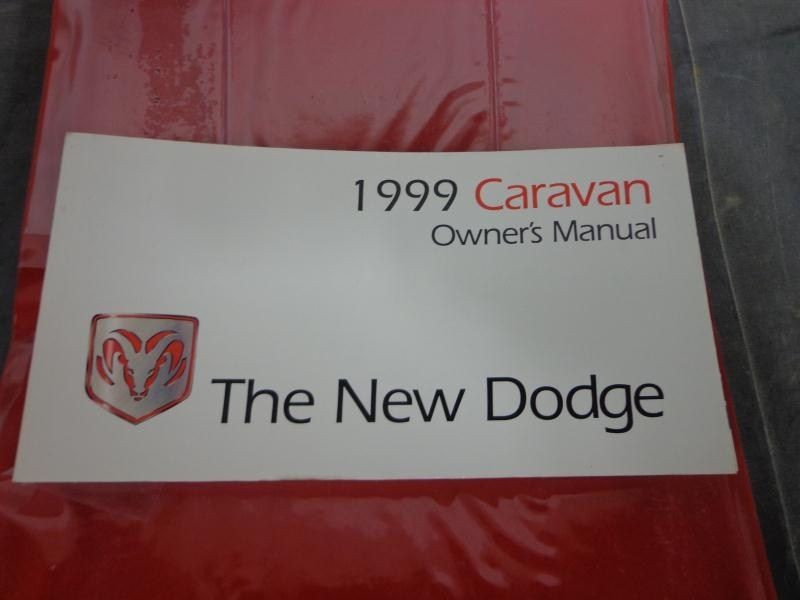 1999 Caravan
Owner's Manual
The New Dodge